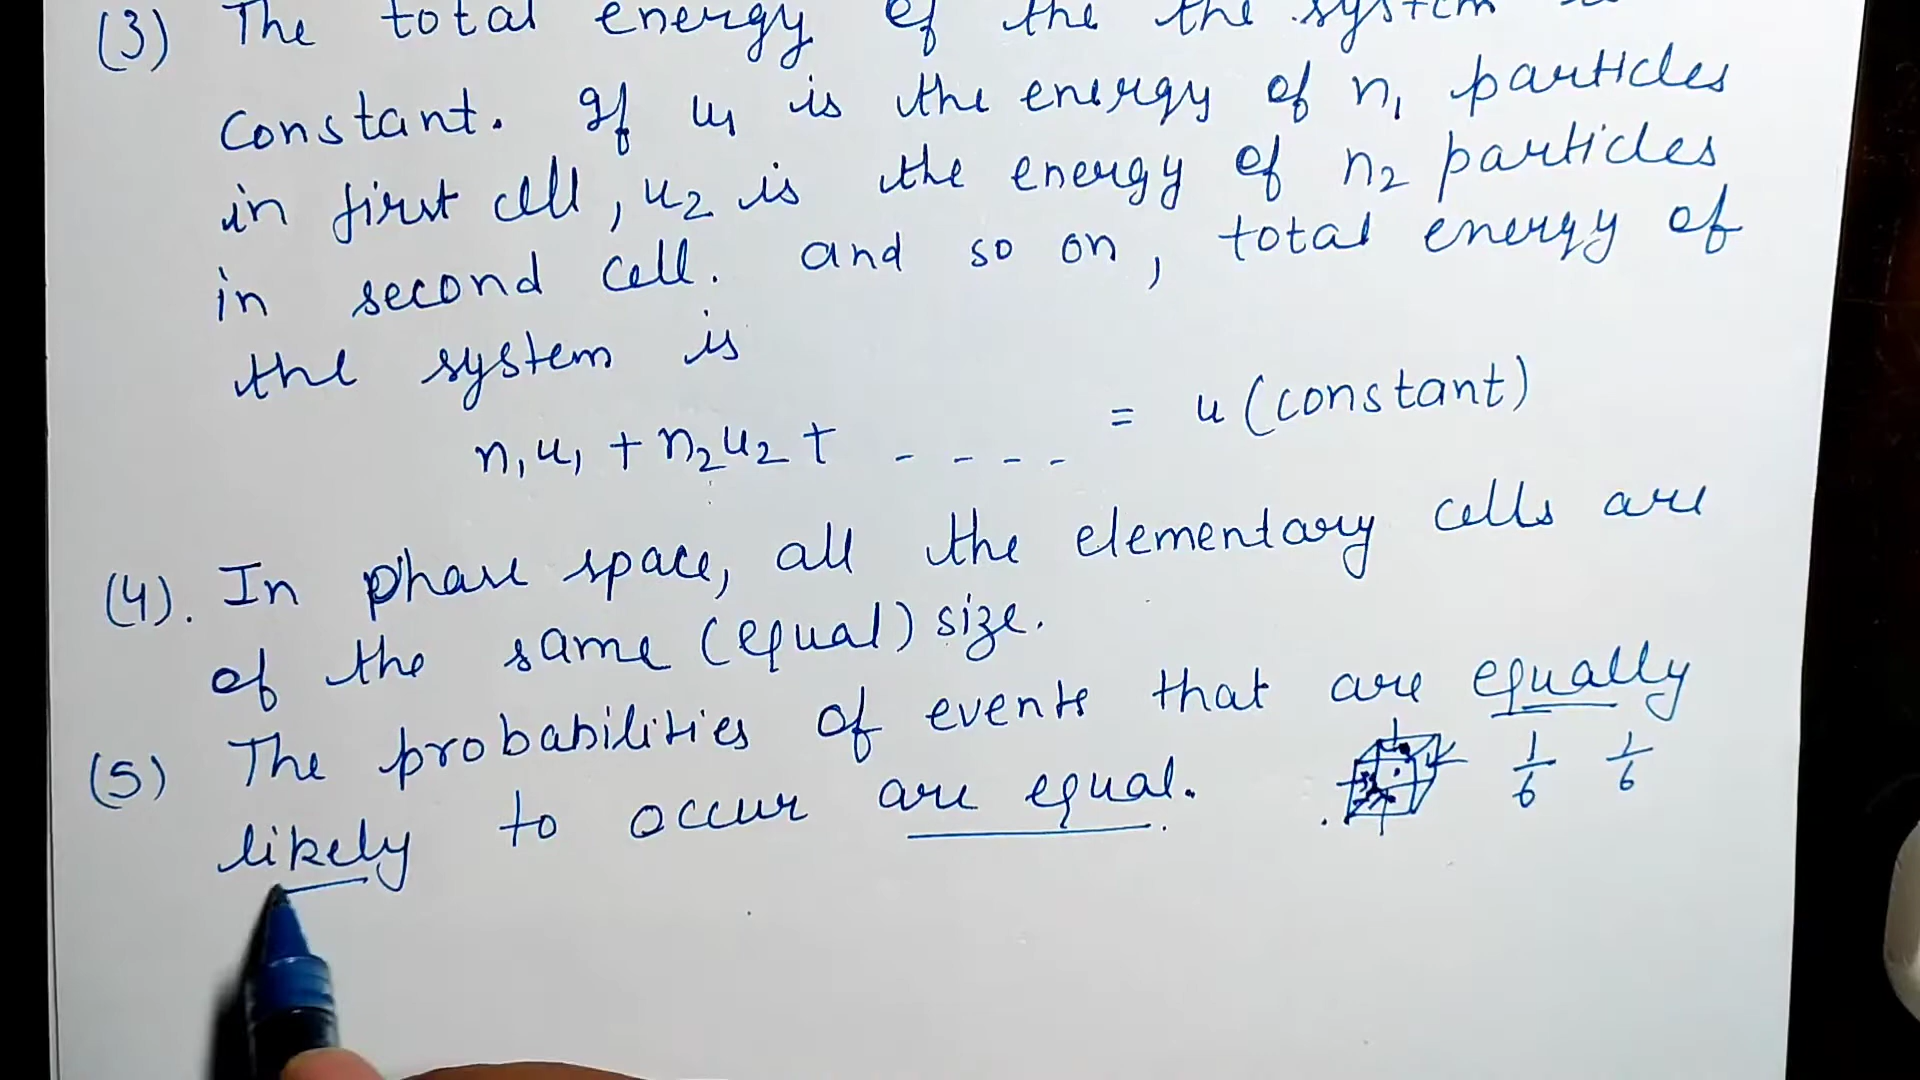 (3) The total energy of the the system is
constant. If u1 is the energy of n1 particles
in first cell, u2 is the energy of n2 particles
in second cell. and so on, total energy of
the system is
n1u1 + n2u2 + - - - - = u (constant)
(4). In phase space, all the elementary cells are
of the same (equal) size.
(5) The probabilities of events that are equally
likely to occur are equal. 1/6 1/6